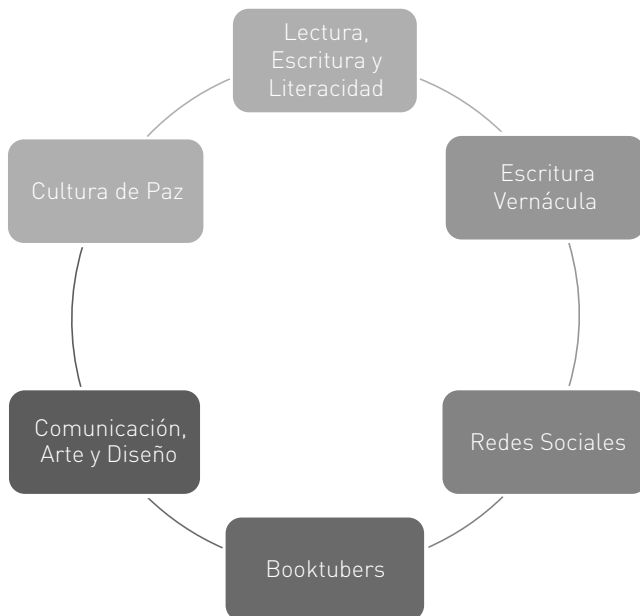 Lectura,
Escritura y
Literacidad
Escritura
Vernácula
Redes Sociales
Booktubers
Comunicación,
Arte y Diseño
Cultura de Paz